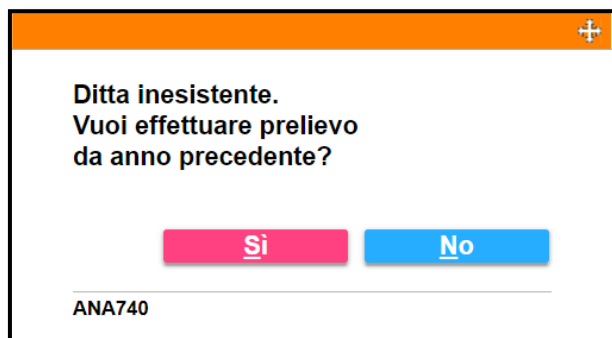 Ditta inesistente.
Vuoi effettuare prelievo
da anno precedente?
Sì No
ANA740